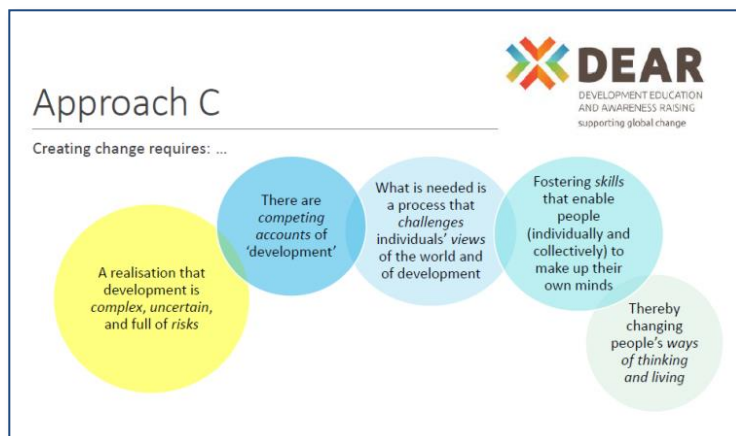 DEAR
DEVELOPMENT EDUCATION
AND AWARENESS RAISING
supporting global change
Approach C
Creating change requires: ...
A realisation that
development is
complex, uncertain,
and full of risks
There are
competing
accounts of
‘development’
What is needed is
a process that
challenges
individuals’ views
of the world and
of development
Fostering skills
that enable
people
(individually and
collectively) to
make up their
own minds
Thereby
changing
people’s ways
of thinking
and living